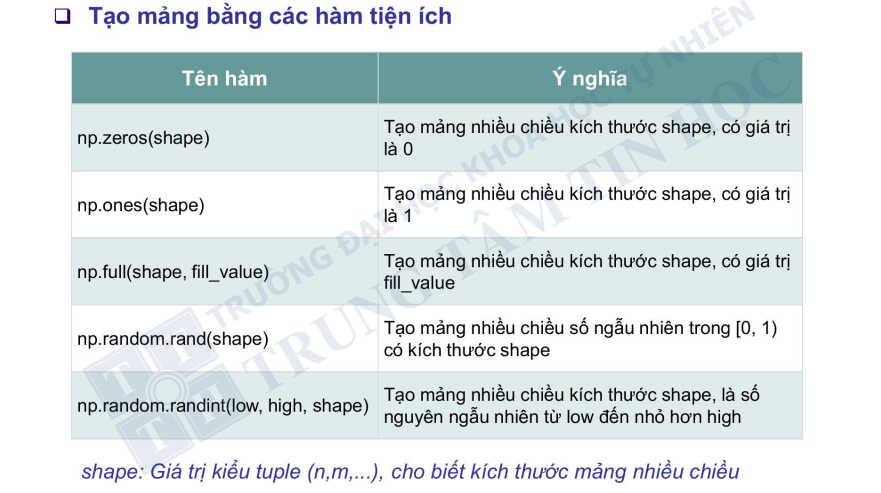 Tạo mảng bằng các hàm tiện ích
Tên hàm
Ý nghĩa
np.zeros(shape)
Tạo mảng nhiều chiều kích thước shape, có giá trị
là 0
np.ones(shape)
Tạo mảng nhiều chiều kích thước shape, có giá trị
là 1
np.full(shape, fill_value)
Tạo mảng nhiều chiều kích thước shape, có giá trị
fill_value
np.random.rand(shape)
Tạo mảng nhiều chiều số ngẫu nhiên trong [0, 1)
có kích thước shape
np.random.randint(low, high, shape)
Tạo mảng nhiều chiều kích thước shape, là số
nguyên ngẫu nhiên từ low đến nhỏ hơn high
shape: Giá trị kiểu tuple (n,m,...), cho biết kích thước mảng nhiều chiều
TRƯỜNG ĐẠI HỌC KHOA HỌC TỰ NHIÊN
TRUNG TÂM TIN HỌC